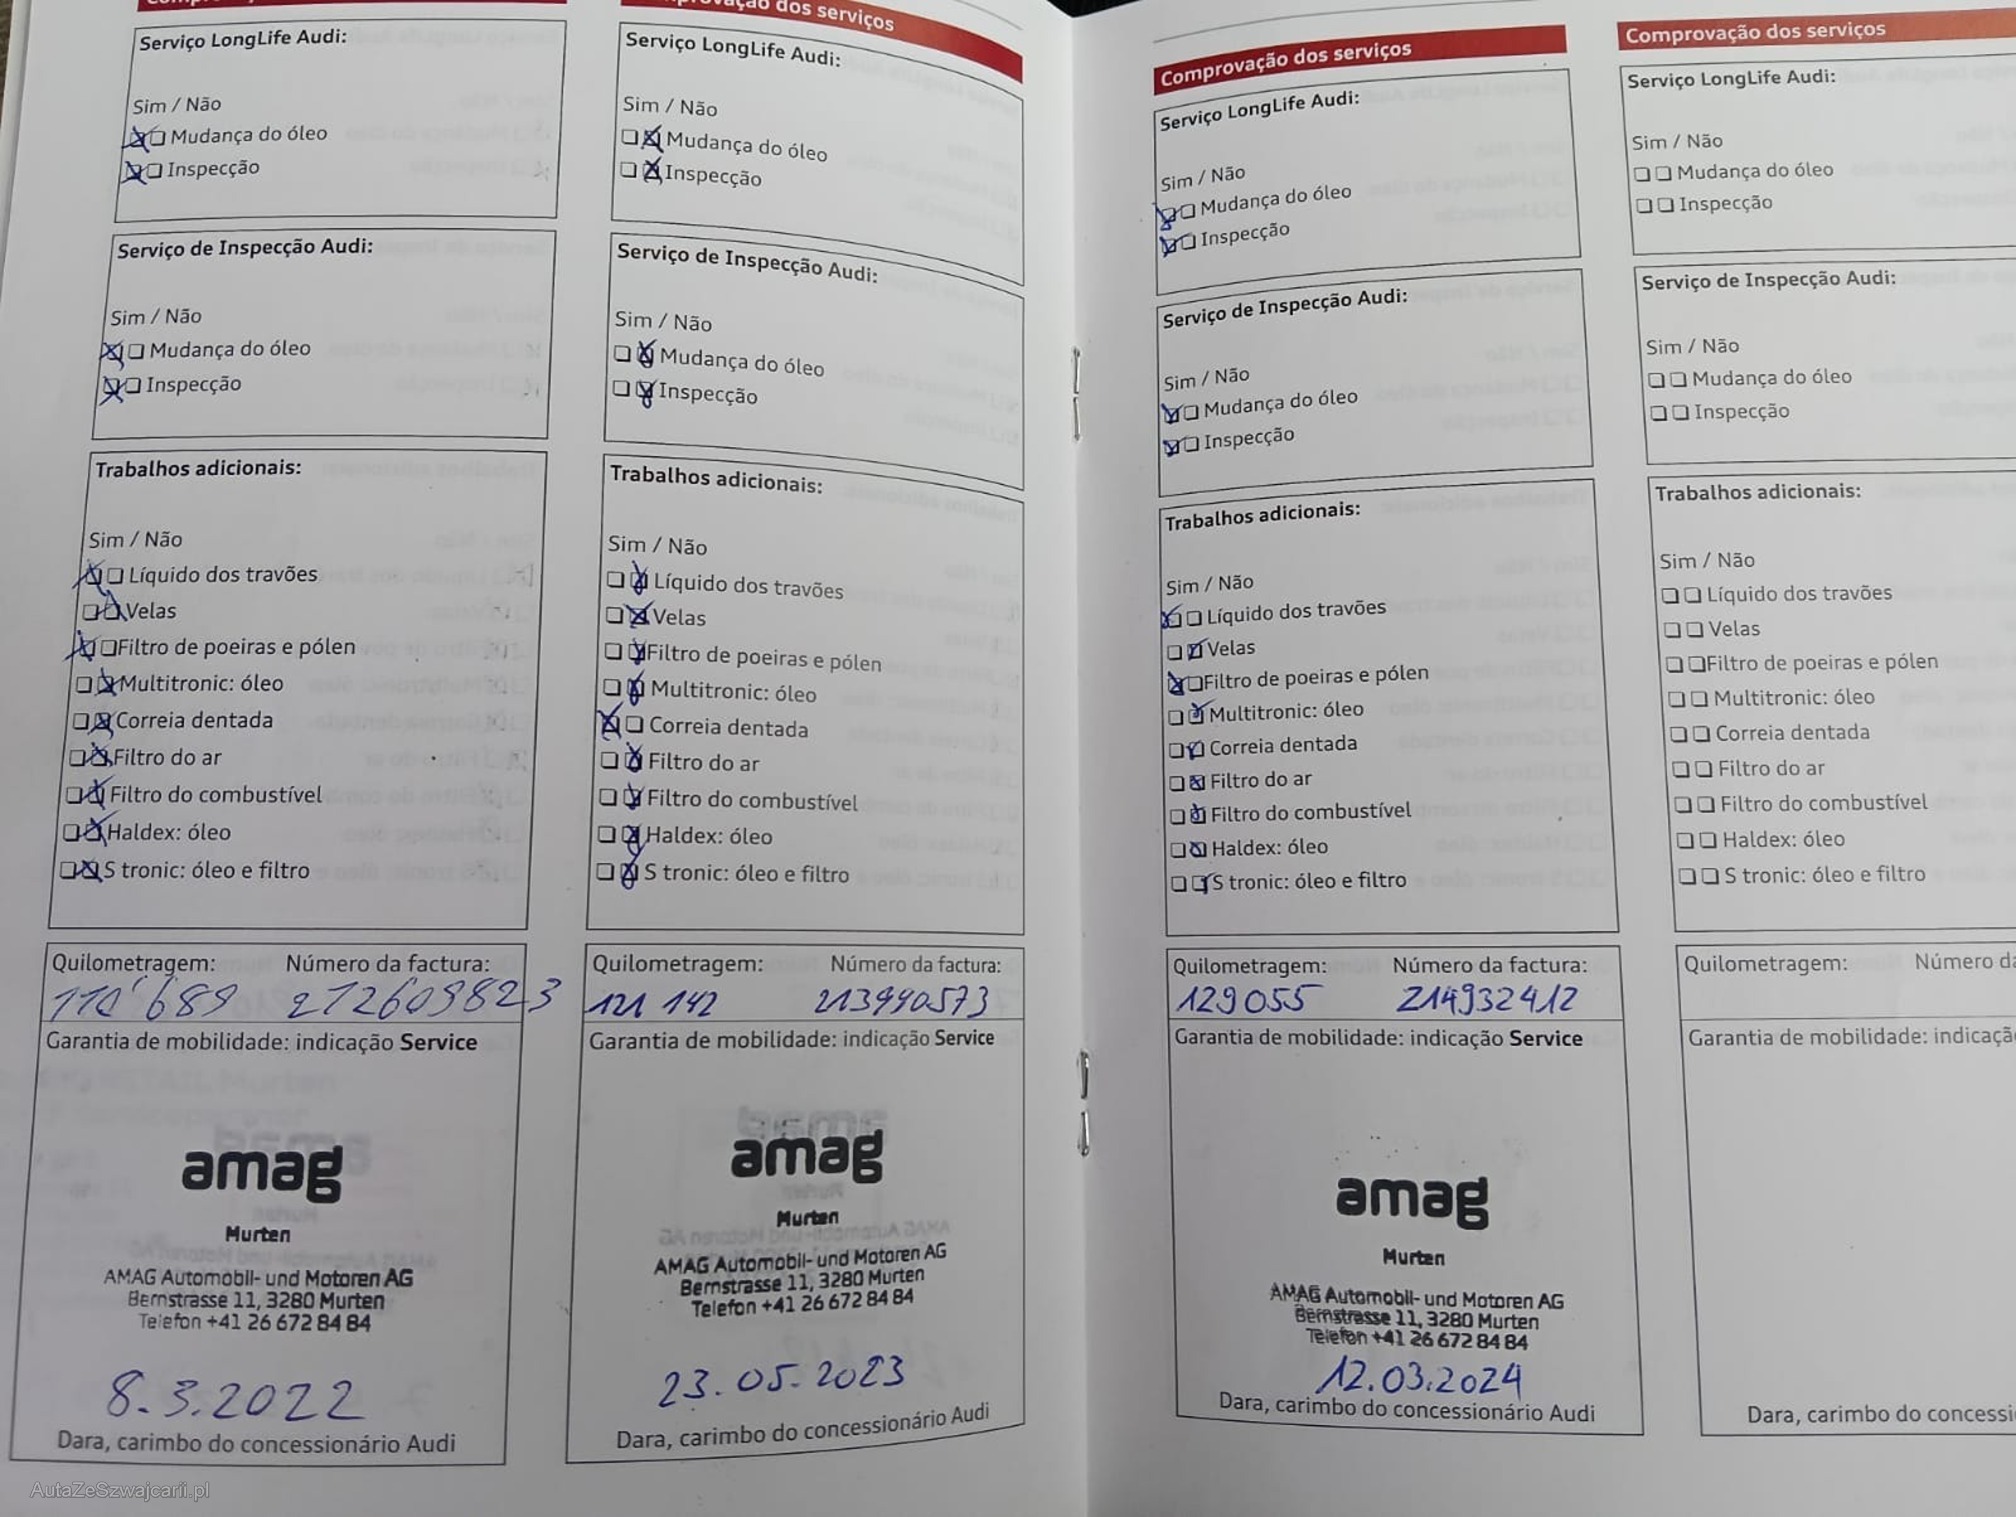 Comprovação dos serviços
Serviço LongLife Audi:
Sim / Não
Mudança do óleo
Inspecção
Serviço de Inspecção Audi:
Sim / Não
Mudança do óleo
Inspecção
Trabalhos adicionais:
Sim / Não
Líquido dos travões
Velas
Filtro de poeiras e pólen
Multitronic: óleo
Correia dentada
Filtro do ar
Filtro do combustível
Haldex: óleo
S tronic: óleo e filtro
Quilometragem: Número da factura:
110'689 212609823
Garantia de mobilidade: indicação Service
amag
Murten
AMAG Automobil- und Motoren AG
Bernstrasse 11, 3280 Murten
Telefon +41 26 672 84 84
8.3.2022
Dara, carimbo do concessionário Audi
dos serviços
Serviço LongLife Audi:
Sim / Não
Mudança do óleo
Inspecção
Serviço de Inspecção Audi:
Sim / Não
Mudança do óleo
Inspecção
Trabalhos adicionais:
Sim / Não
Líquido dos travões
Velas
Filtro de poeiras e pólen
Multitronic: óleo
Correia dentada
Filtro do ar
Filtro do combustível
Haldex: óleo
S tronic: óleo e filtro
Quilometragem: Número da factura:
121 142 213990573
Garantia de mobilidade: indicação Service
amag
Murten
AMAG Automobil- und Motoren AG
Bernstrasse 11, 3280 Murten
Telefon +41 26 672 84 84
23.05.2023
Dara, carimbo do concessionário Audi
Comprovação dos serviços
Serviço LongLife Audi:
Sim / Não
Mudança do óleo
Inspecção
Serviço de Inspecção Audi:
Sim / Não
Mudança do óleo
Inspecção
Trabalhos adicionais:
Sim / Não
Líquido dos travões
Velas
Filtro de poeiras e pólen
Multitronic: óleo
Correia dentada
Filtro do ar
Filtro do combustível
Haldex: óleo
S tronic: óleo e filtro
Quilometragem: Número da factura:
129055 214932412
Garantia de mobilidade: indicação Service
amag
Murten
AMAG Automobil- und Motoren AG
Bernstrasse 11, 3280 Murten
Telefon +41 26 672 84 84
12.03.2024
Dara, carimbo do concessionário Audi
Comprovação dos serviços
Serviço LongLife Audi:
Sim / Não
Mudança do óleo
Inspecção
Serviço de Inspecção Audi:
Sim / Não
Mudança do óleo
Inspecção
Trabalhos adicionais:
Sim / Não
Líquido dos travões
Velas
Filtro de poeiras e pólen
Multitronic: óleo
Correia dentada
Filtro do ar
Filtro do combustível
Haldex: óleo
S tronic: óleo e filtro
Quilometragem: Número da
Garantia de mobilidade: indicaçã
Dara, carimbo do concessi
AutaZeSzwajcarii.pl